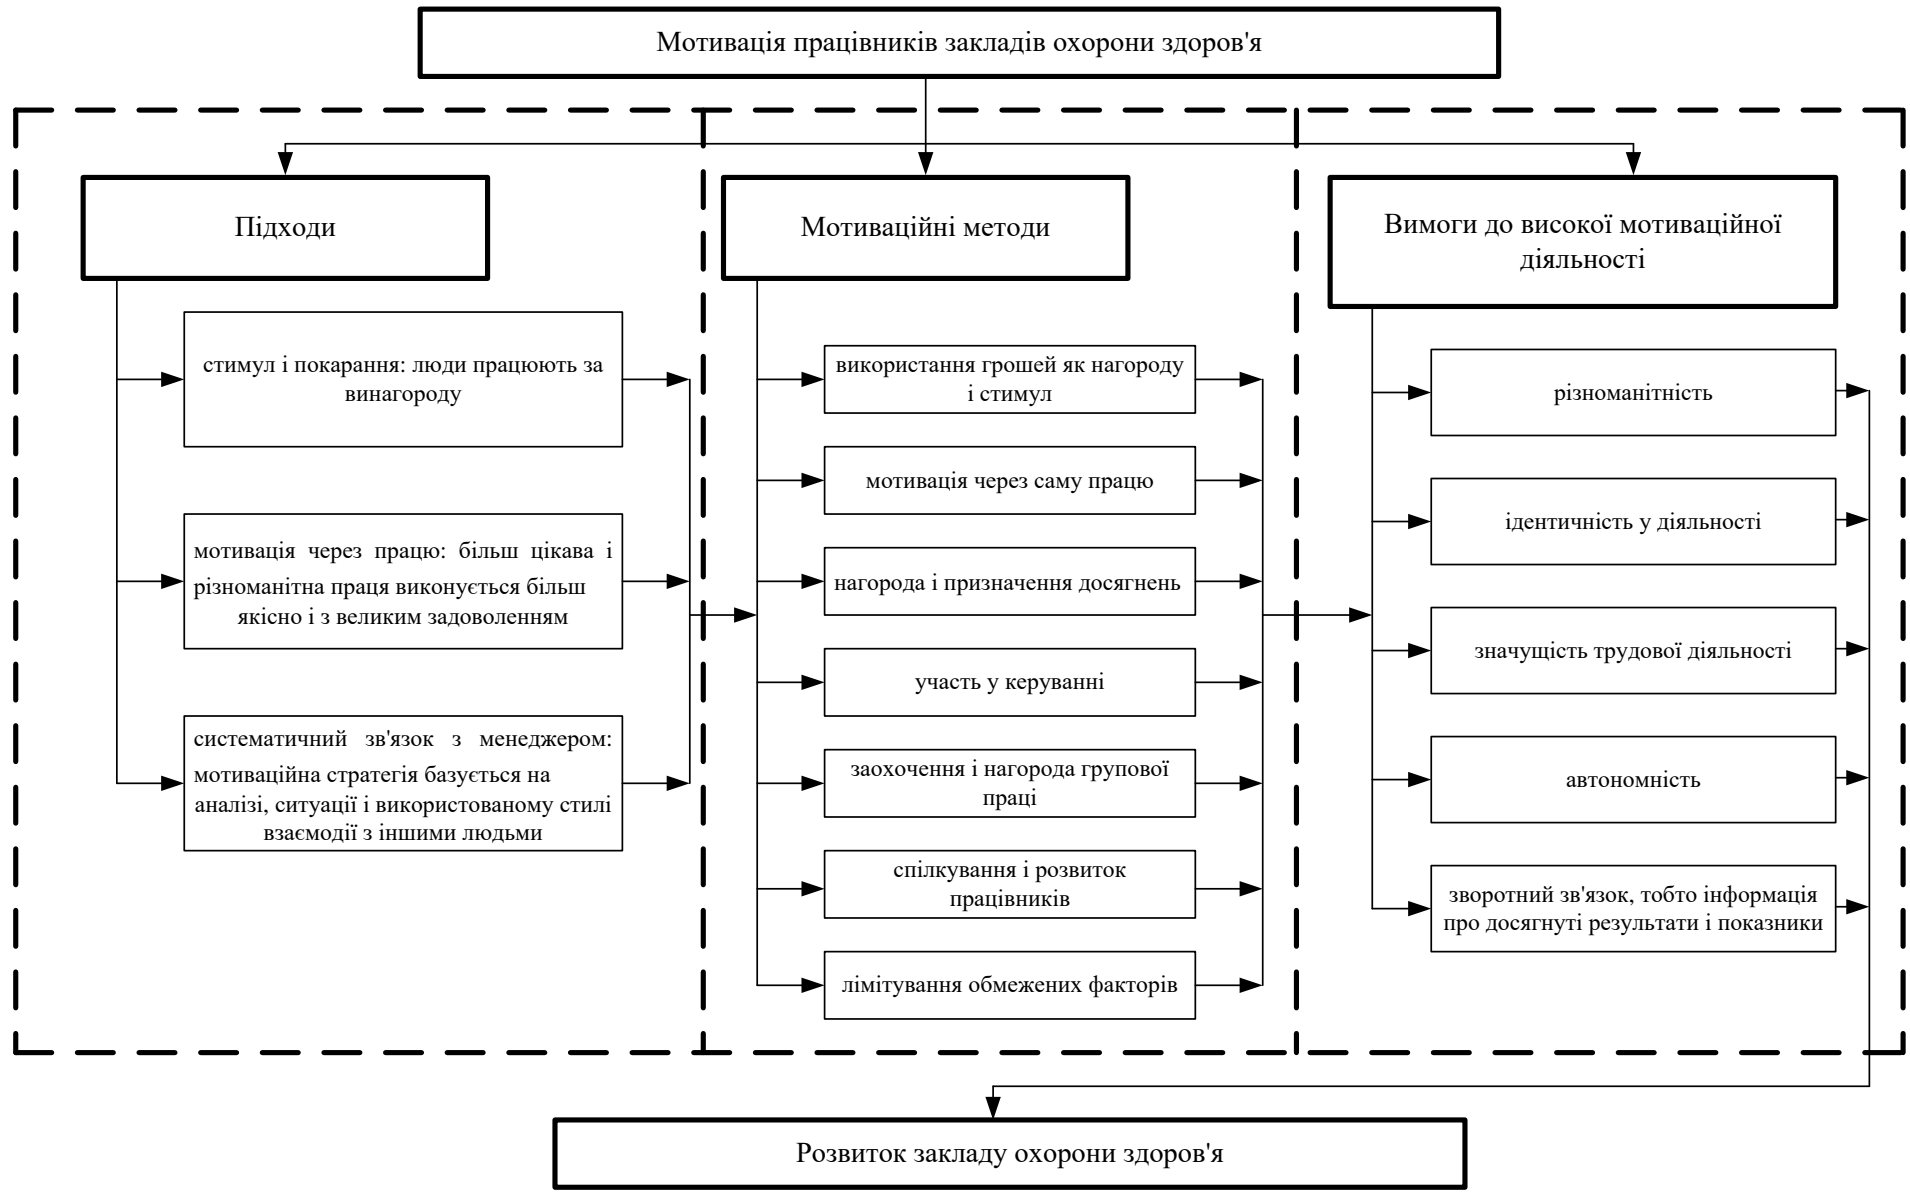 Мотивація працівників закладів охорони здоров'я
Підходи
стимул і покарання: люди працюють за
винагороду
мотивація через працю: більш цікава і
різноманітна праця виконується більш
якісно і з великим задоволенням
систематичний зв'язок з менеджером:
мотиваційна стратегія базується на
аналізі, ситуації і використованому стилі
взаємодії з іншими людьми
Мотиваційні методи
використання грошей як нагороду
і стимул
мотивація через саму працю
нагорода і призначення досягнень
участь у керуванні
заохочення і нагорода групової
праці
спілкування і розвиток
працівників
лімітування обмежених факторів
Вимоги до високої мотиваційної
діяльності
різноманітність
ідентичність у діяльності
значущість трудової діяльності
автономність
зворотний зв'язок, тобто інформація
про досягнуті результати і показники
Розвиток закладу охорони здоров'я